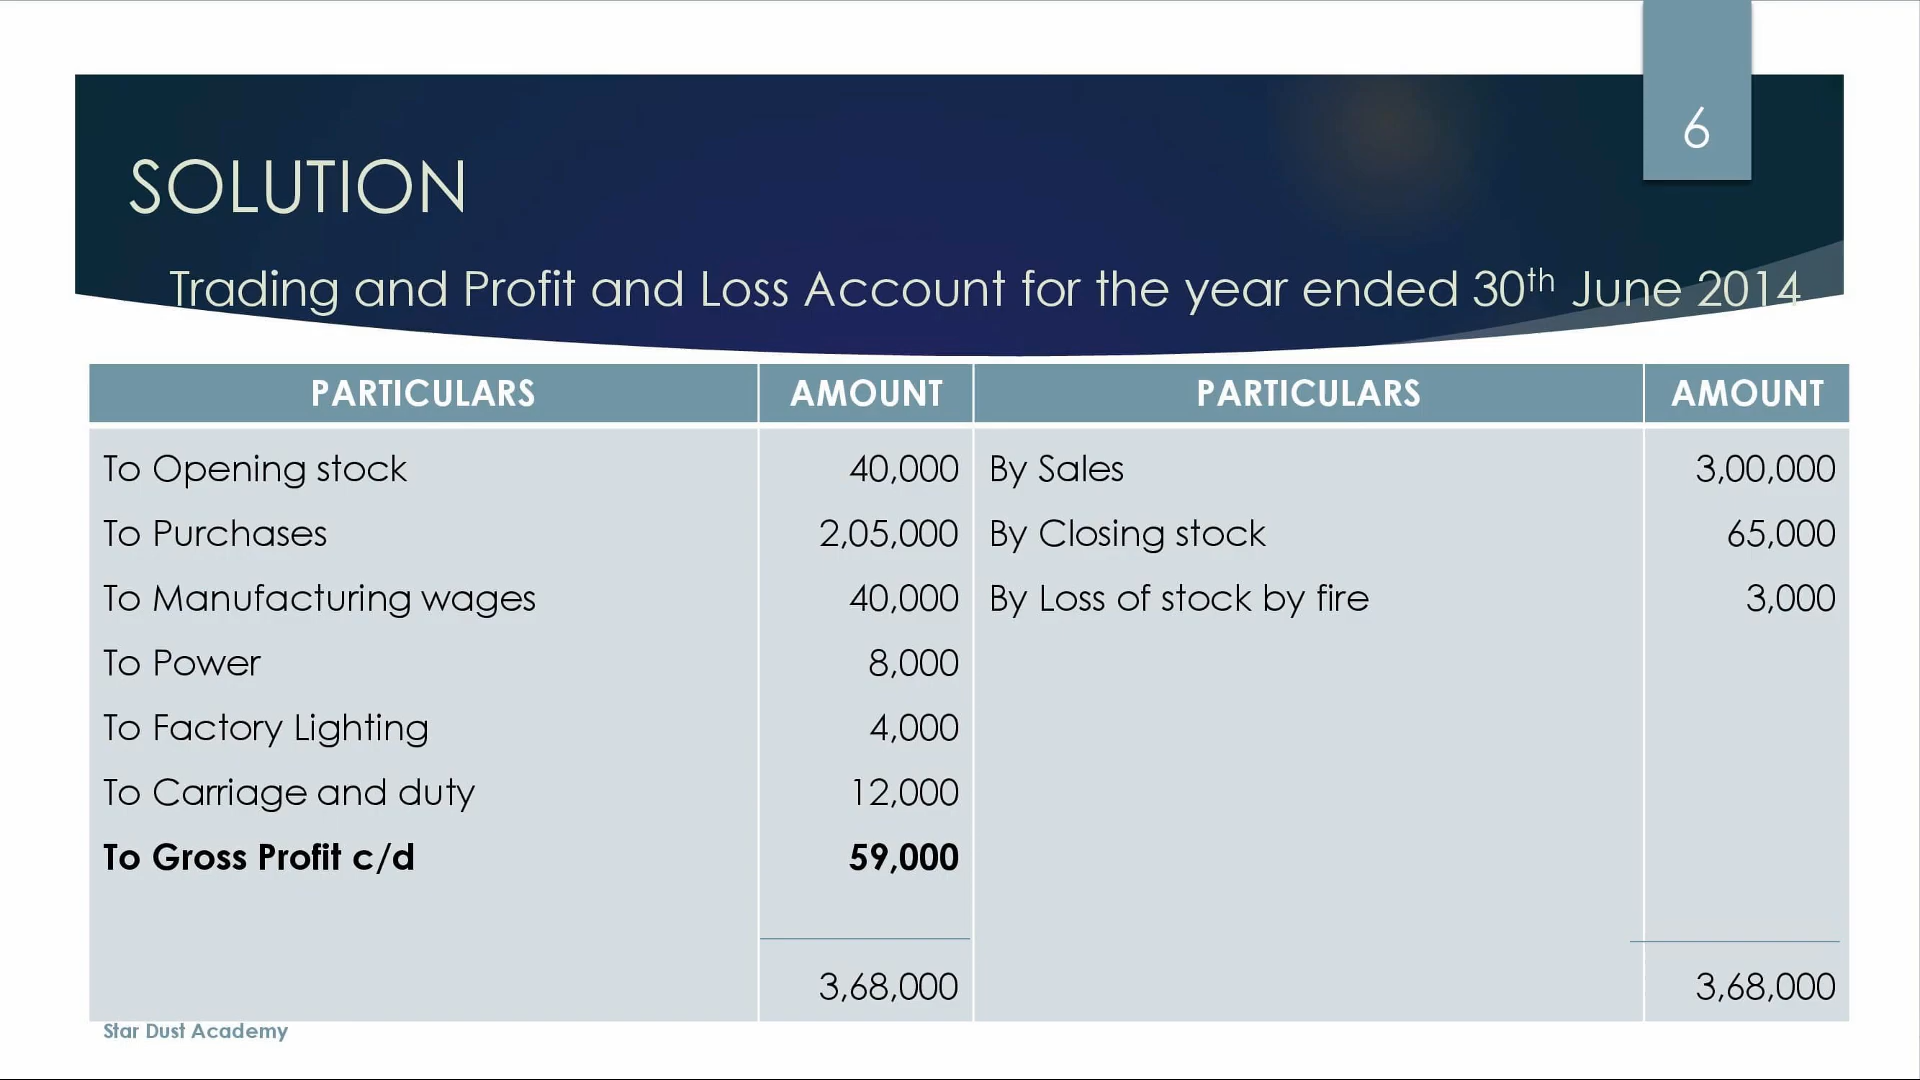 6
SOLUTION
Trading and Profit and Loss Account for the year ended 30th June 2014
PARTICULARS AMOUNT PARTICULARS AMOUNT
To Opening stock 40,000 By Sales 3,00,000
To Purchases 2,05,000 By Closing stock 65,000
To Manufacturing wages 40,000 By Loss of stock by fire 3,000
To Power 8,000
To Factory Lighting 4,000
To Carriage and duty 12,000
To Gross Profit c/d 59,000
3,68,000 3,68,000
Star Dust Academy